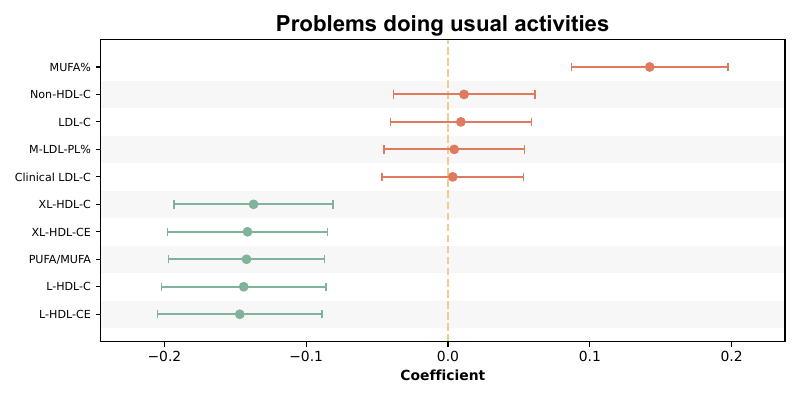 Problems doing usual activities
MUFA%
Non-HDL-C
LDL-C
M-LDL-PL%
Clinical LDL-C
XL-HDL-C
XL-HDL-CE
PUFA/MUFA
L-HDL-C
L-HDL-CE
−0.2 −0.1 0.0 0.1 0.2
Coefficient